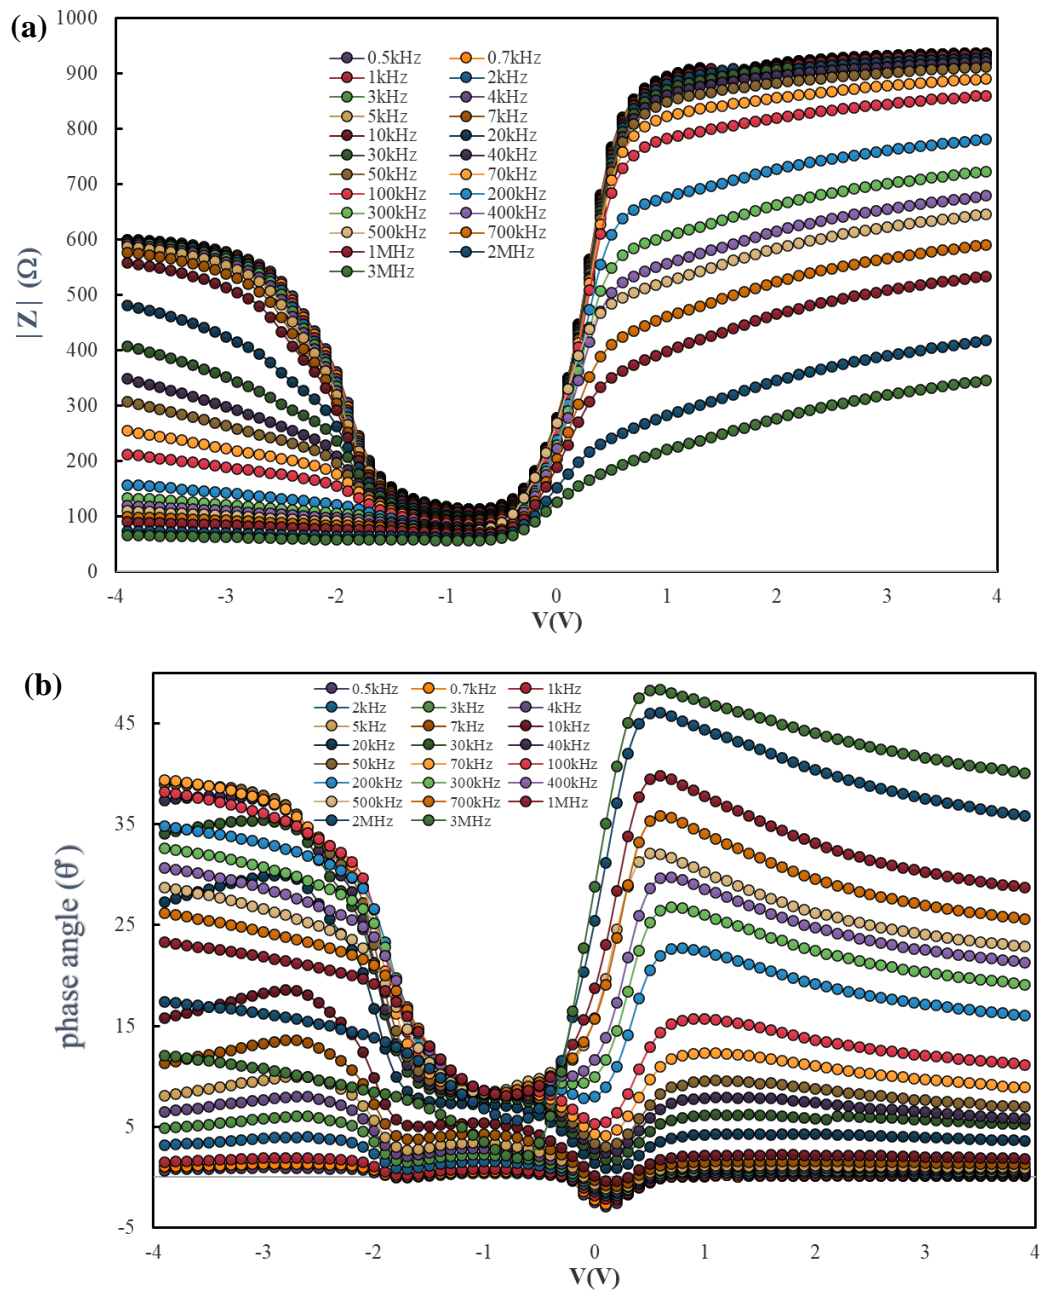 (a)
1000
900
800
700
600
500
400
300
200
100
0
|Z| (Ω)
0.5kHz 0.7kHz
1kHz 2kHz
3kHz 4kHz
5kHz 7kHz
10kHz 20kHz
30kHz 40kHz
50kHz 70kHz
100kHz 200kHz
300kHz 400kHz
500kHz 700kHz
1MHz 2MHz
3MHz
-4 -3 -2 -1 0 1 2 3 4
V(V)
(b)
45
35
25
15
5
-5
phase angle (θ°)
0.5kHz 0.7kHz 1kHz
2kHz 3kHz 4kHz
5kHz 7kHz 10kHz
20kHz 30kHz 40kHz
50kHz 70kHz 100kHz
200kHz 300kHz 400kHz
500kHz 700kHz 1MHz
2MHz 3MHz
-4 -3 -2 -1 0 1 2 3 4
V(V)